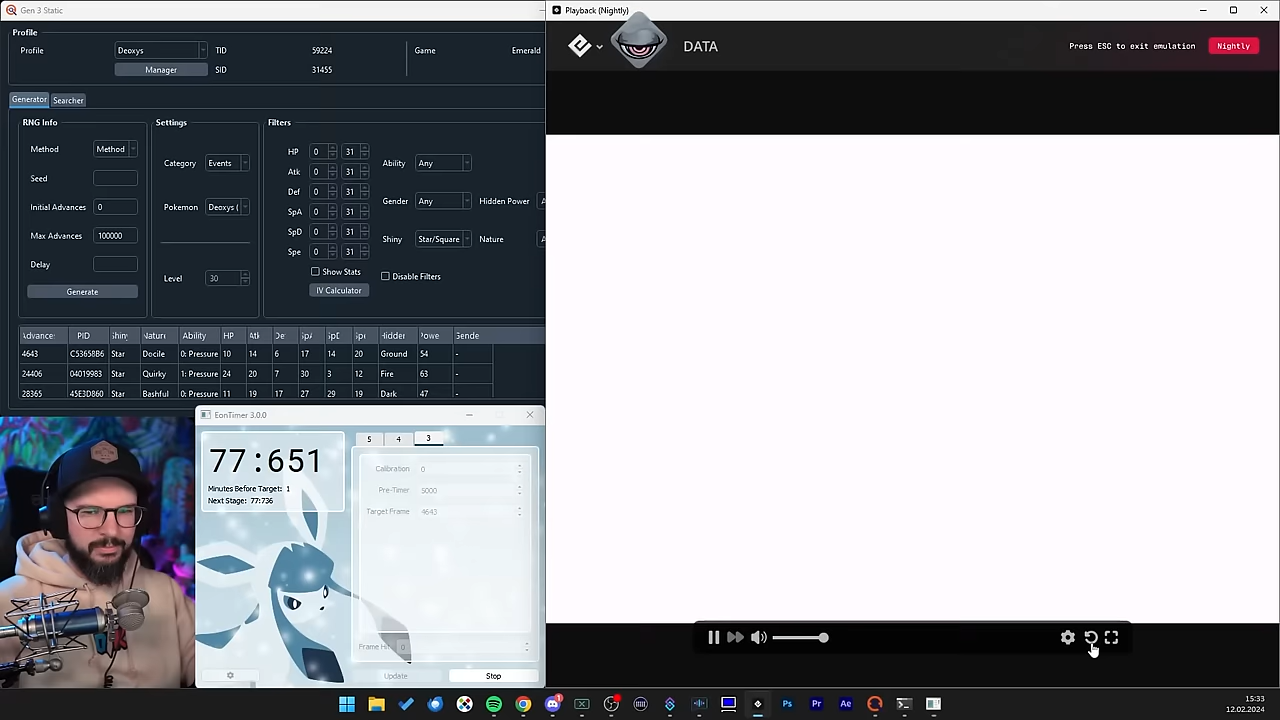 Gen 3 Static
Profile
Profile Deoxys TID 59224 Game Emerald
Manager SID 31455
Generator Searcher
RNG Info
Method Method
Seed
Initial Advances 0
Max Advances 100000
Delay
Generate
Settings
Category Events
Pokemon Deoxys (
Level 30
Filters
HP 0 31
Atk 0 31
Def 0 31
SpA 0 31
SpD 0 31
Spe 0 31
Ability Any
Gender Any Hidden Power A
Shiny Star/Square Nature A
Show Stats Disable Filters
IV Calculator
PID Ability HP
4643 C53658B6 Star Docile 0: Pressure 10 14 6 17 14 20 Ground 54 -
24406 04019983 Star Quirky 1: Pressure 24 20 7 30 3 12 Fire 63 -
28365 45E3D860 Star Bashful 0: Pressure 11 19 17 27 29 19 Dark 47 -
EonTimer 3.0.0
77:651
Minutes Before Target: 1
Next Stage: 77:736
5 4 3
Calibration 0
Pre-Timer 5000
Target Frame 4643
Frame Hit 0
Update Stop
Playback (Nightly)
DATA
Press ESC to exit emulation Nightly
15:33
12.02.2024